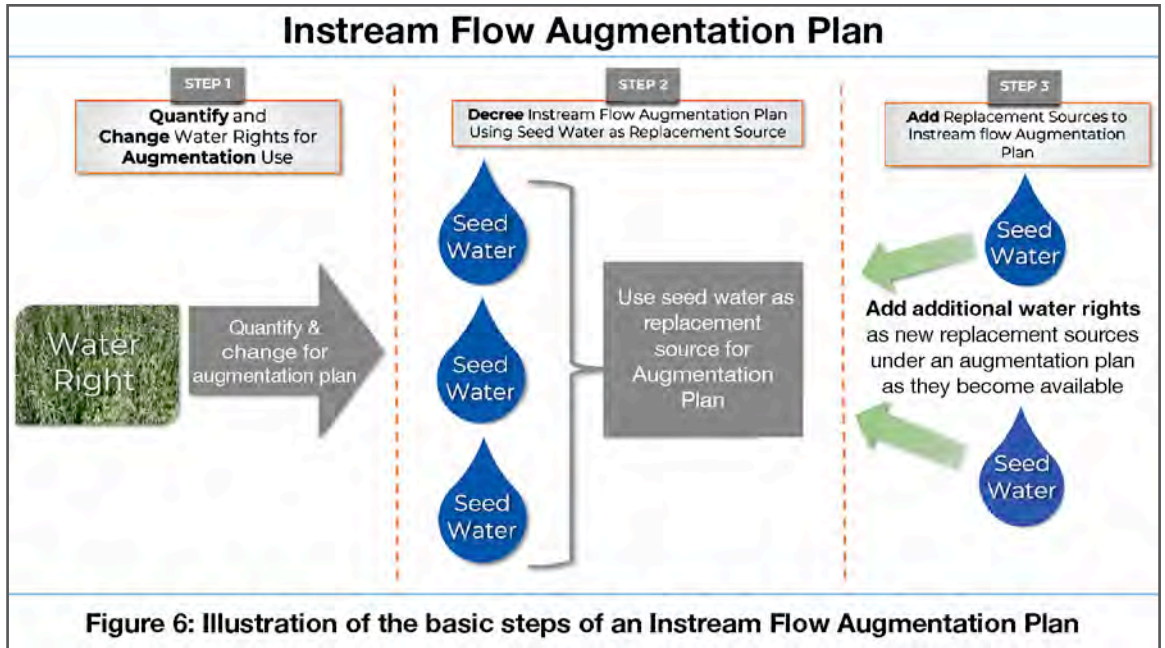 Instream Flow Augmentation Plan
STEP 1
Quantify and
Change Water Rights for
Augmentation Use
Water
Right
Quantify &
change for
augmentation plan
STEP 2
Decree Instream Flow Augmentation Plan
Using Seed Water as Replacement Source
Seed
Water
Seed
Water
Seed
Water
Use seed water as
replacement
source for
Augmentation
Plan
STEP 3
Add Replacement Sources to
Instream flow Augmentation
Plan
Seed
Water
Add additional water rights
as new replacement sources
under an augmentation plan
as they become available
Seed
Water
Figure 6: Illustration of the basic steps of an Instream Flow Augmentation Plan